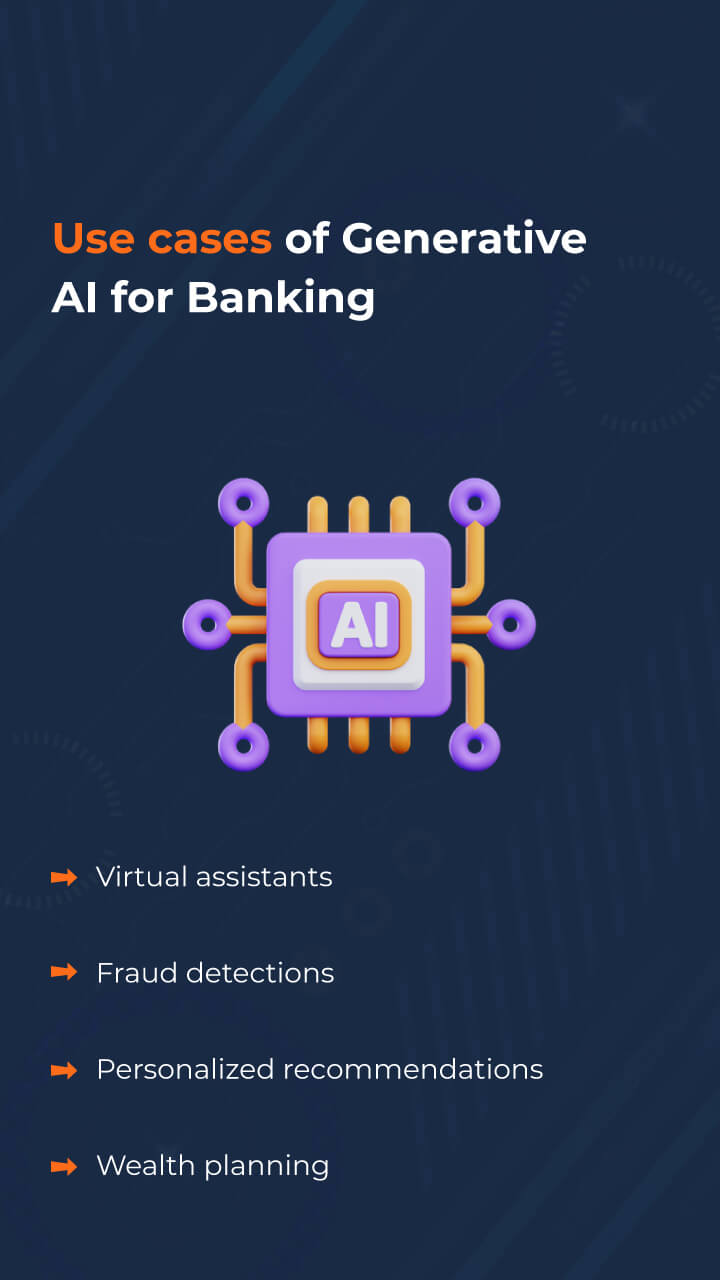 Use cases of Generative
AI for Banking
AI
Virtual assistants
Fraud detections
Personalized recommendations
Wealth planning